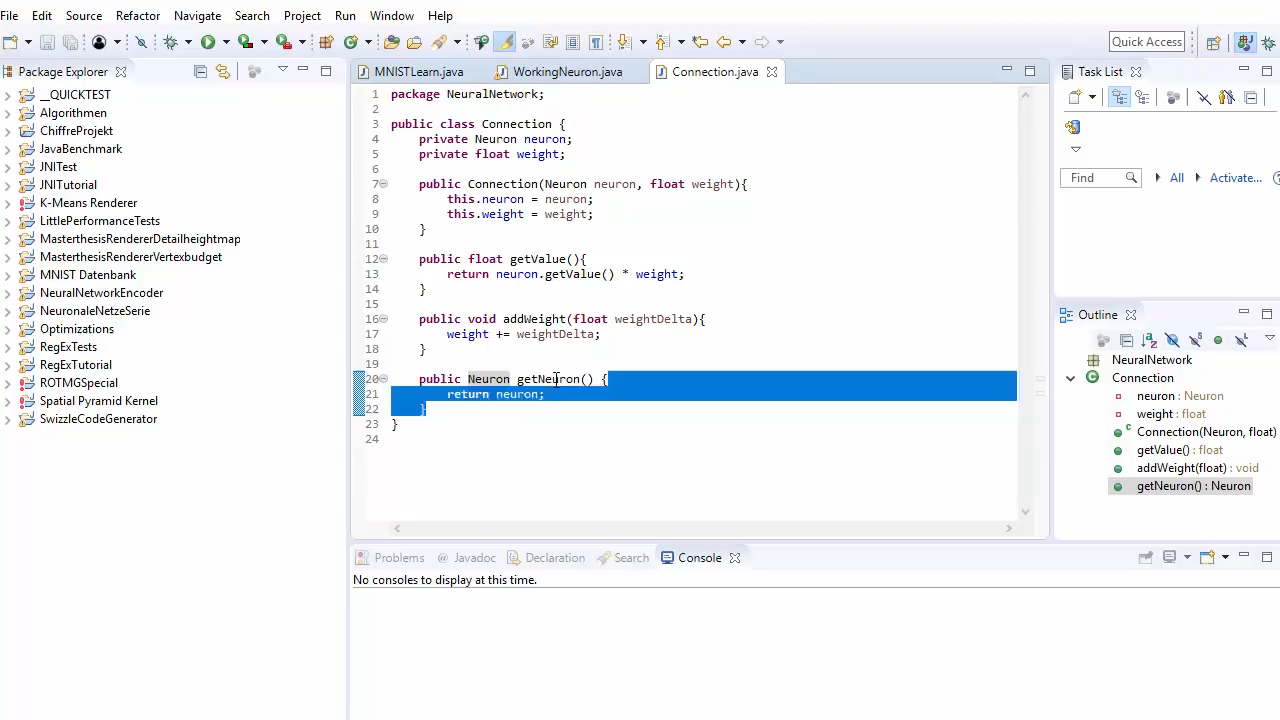 File Edit Source Refactor Navigate Search Project Run Window Help
Quick Access
Package Explorer
__QUICKTEST
Algorithmen
ChiffreProjekt
JavaBenchmark
JNITest
JNITutorial
K-Means Renderer
LittlePerformanceTests
MasterthesisRendererDetailheightmap
MasterthesisRendererVertexbudget
MNIST Datenbank
NeuralNetworkEncoder
NeuronaleNetzeSerie
Optimizations
RegExTests
RegExTutorial
ROTMGSpecial
Spatial Pyramid Kernel
SwizzleCodeGenerator
MNISTLearn.java WorkingNeuron.java Connection.java
1 package NeuralNetwork;
2
3 public class Connection {
4 private Neuron neuron;
5 private float weight;
6
7 public Connection(Neuron neuron, float weight){
8 this.neuron = neuron;
9 this.weight = weight;
10 }
11
12 public float getValue(){
13 return neuron.getValue() * weight;
14 }
15
16 public void addWeight(float weightDelta){
17 weight += weightDelta;
18 }
19
20 public Neuron getNeuron() {
21 return neuron;
22 }
23 }
24
Task List
Find All Activate...
Outline
NeuralNetwork
Connection
neuron : Neuron
weight : float
Connection(Neuron, float)
getValue() : float
addWeight(float) : void
getNeuron() : Neuron
Problems @ Javadoc Declaration Search Console
No consoles to display at this time.